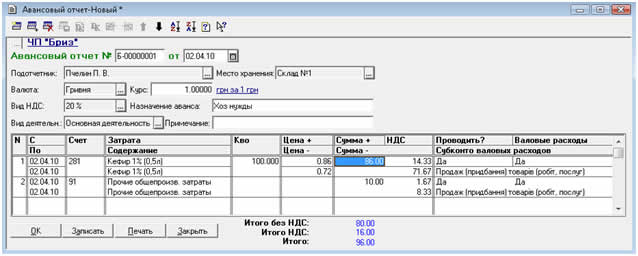 Авансовый отчет-Новый *
... ЧП "Бриз"
Авансовый отчет № Б-00000001 от 02.04.10
Подотчетник: Пчелин П. В. ... Место хранения: Склад №1 ...
Валюта: Гривня ... Курс: 1.00000 грн за 1 грн
Вид НДС: 20 % ... Назначение аванса: Хоз нужды
Вид деятельн.: Основная деятельность ... Примечание:
N С Счет Затрата Кво Цена + Сумма + НДС Проводить? Валовые расходы
По Содержание Цена - Сумма - Субконто валовых расходов
1 02.04.10 281 Кефир 1% (0,5л) 100.000 0.86 86.00 14.33 Да Да
02.04.10 Кефир 1% (0,5л) 0.72 71.67 Продаж (придбання) товарів (робіт, послуг)
2 02.04.10 91 Прочие общепроизв. затраты 10.00 1.67 Да Да
02.04.10 Прочие общепроизв. затраты 8.33 Продаж (придбання) товарів (робіт, послуг)
Итого без НДС: 80.00
OK Записать Печать Закрыть Итого НДС: 16.00
Итого: 96.00